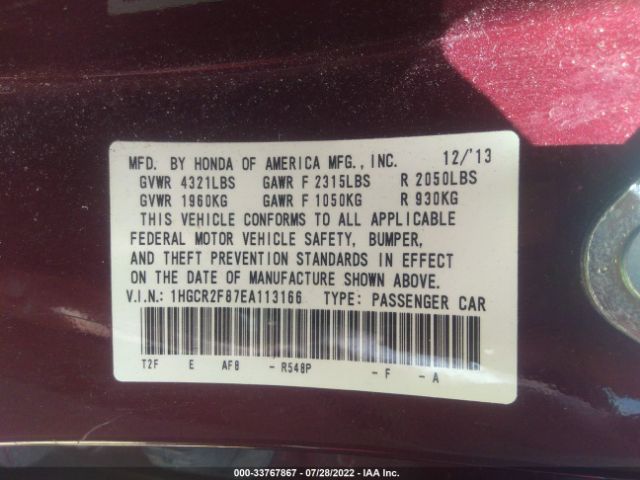 MFD. BY HONDA OF AMERICA MFG., INC. 12/'13
GVWR 4321LBS GAWR F 2315LBS R 2050LBS
GVWR 1960KG GAWR F 1050KG R 930KG
THIS VEHICLE CONFORMS TO ALL APPLICABLE
FEDERAL MOTOR VEHICLE SAFETY, BUMPER,
AND THEFT PREVENTION STANDARDS IN EFFECT
ON THE DATE OF MANUFACTURE SHOWN ABOVE.
V.I.N.: 1HGCR2F87EA113166 TYPE: PASSENGER CAR
T2F E AF8 - R548P - F - A
000-33767867 - 07/28/2022 - IAA Inc.